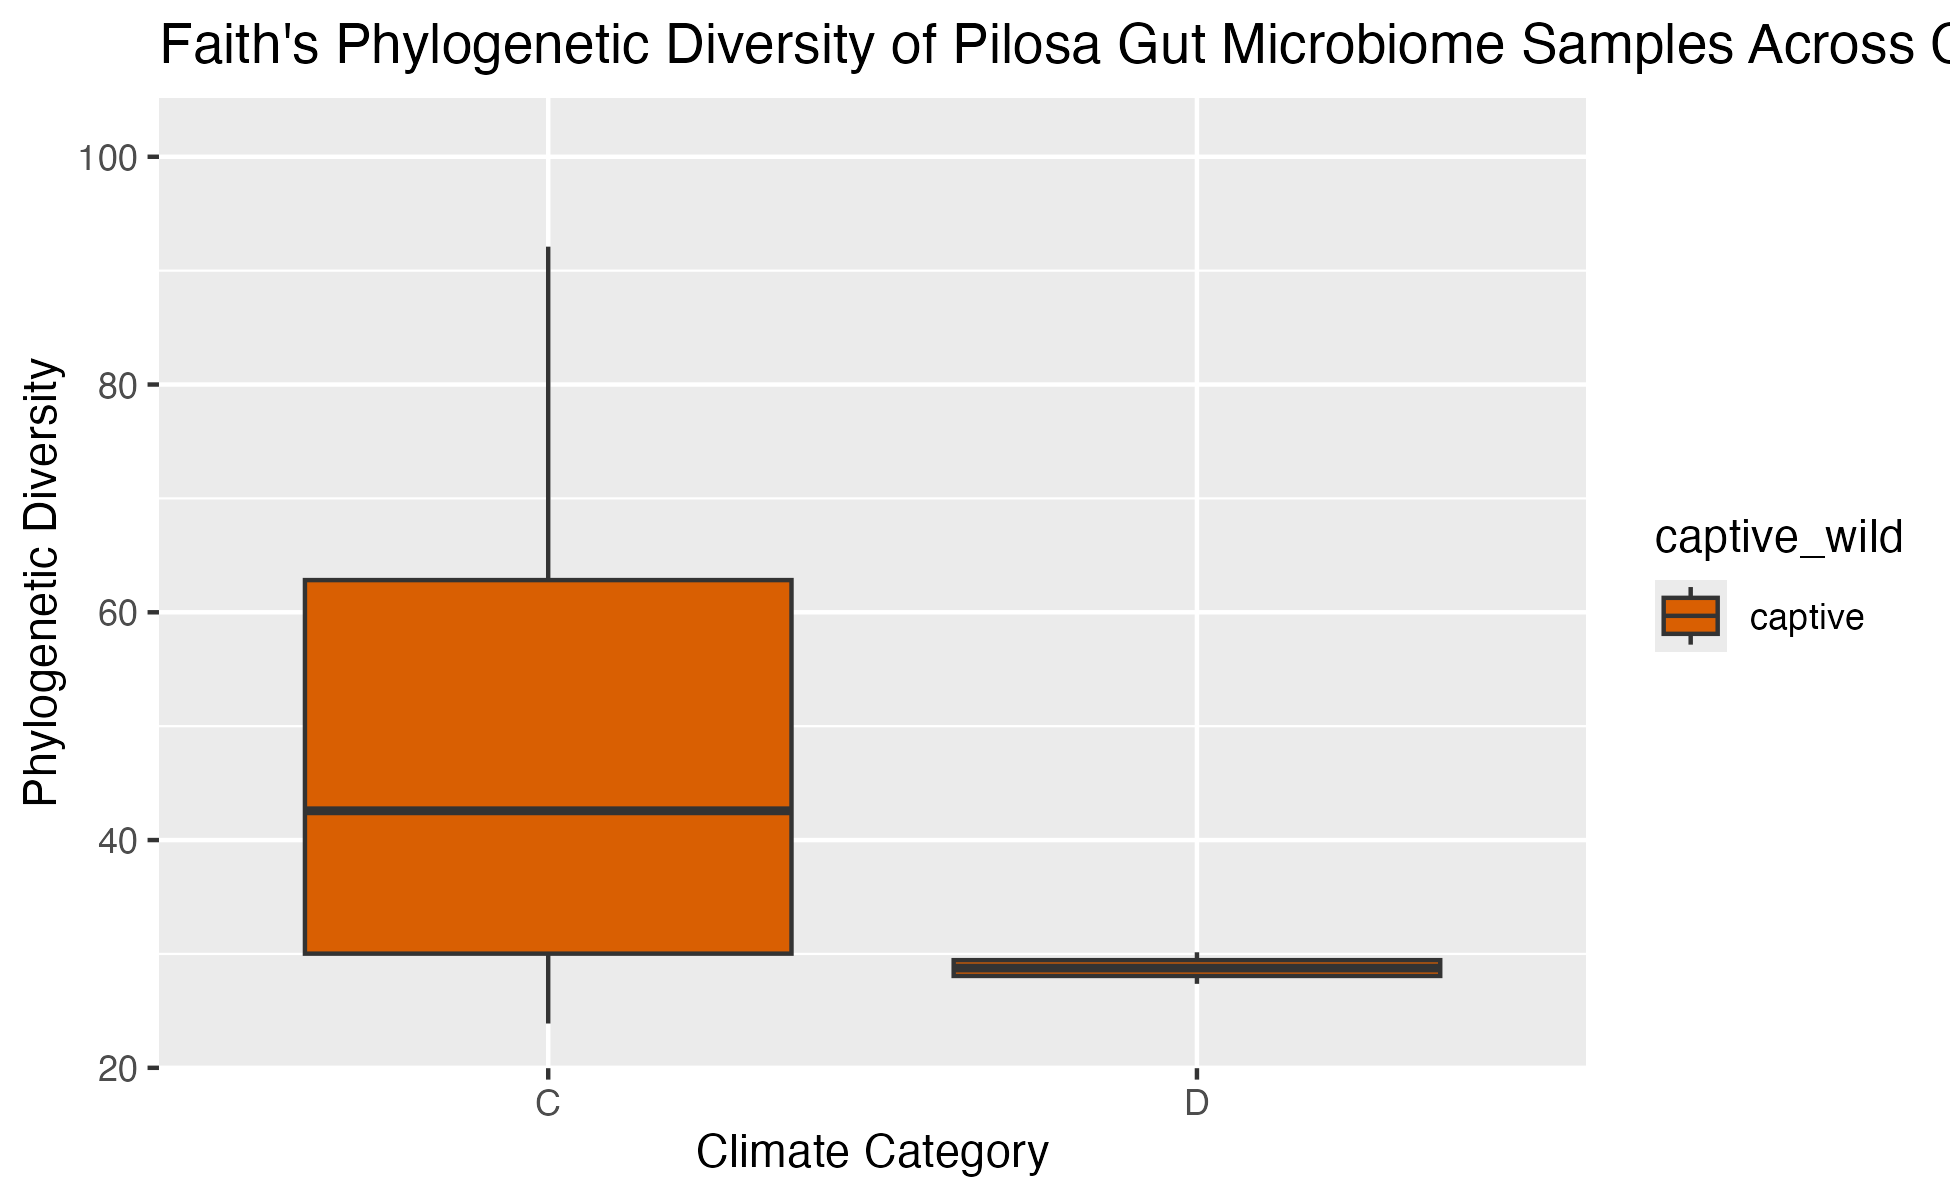 Faith's Phylogenetic Diversity of Pilosa Gut Microbiome Samples Across
Phylogenetic Diversity
100
80
60
40
20
C
D
Climate Category
captive_wild
captive